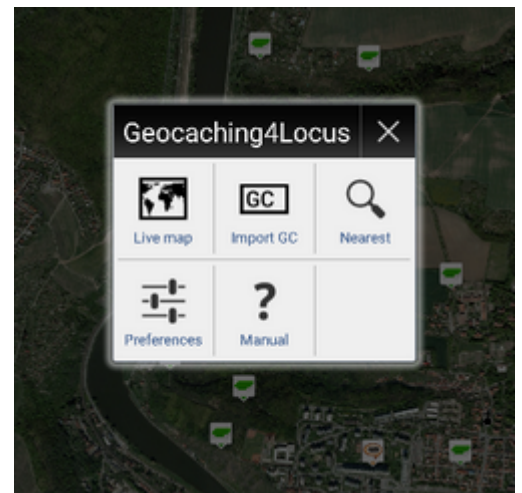 Geocaching4Locus
GC
Live map
Import GC
Nearest
?
Preferences
Manual